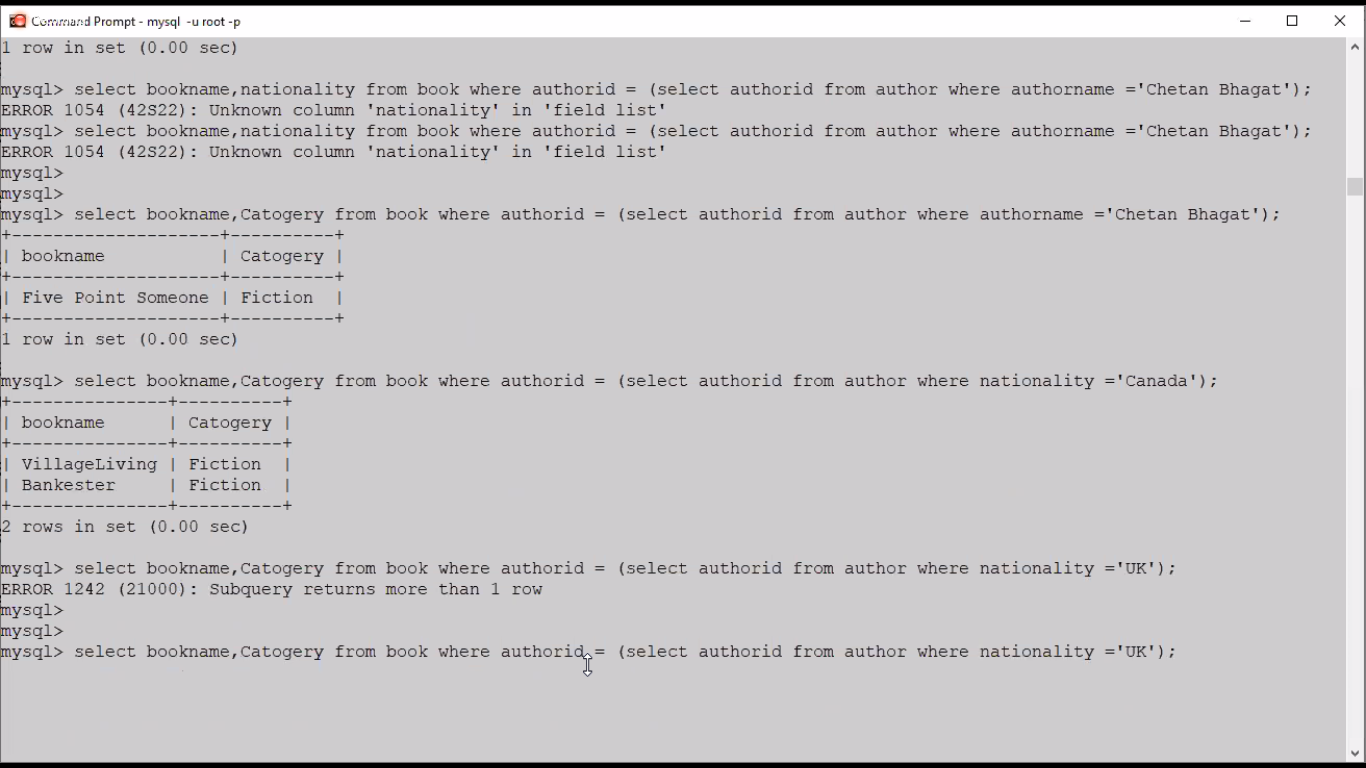 Command Prompt - mysql -u root -p
1 row in set (0.00 sec)
mysql> select bookname,nationality from book where authorid = (select authorid from author where authorname ='Chetan Bhagat');
ERROR 1054 (42S22): Unknown column 'nationality' in 'field list'
mysql> select bookname,nationality from book where authorid = (select authorid from author where authorname ='Chetan Bhagat');
ERROR 1054 (42S22): Unknown column 'nationality' in 'field list'
mysql>
mysql>
mysql> select bookname,Catogery from book where authorid = (select authorid from author where authorname ='Chetan Bhagat');
+--------------------+----------+
| bookname           | Catogery |
+--------------------+----------+
| Five Point Someone | Fiction  |
+--------------------+----------+
1 row in set (0.00 sec)
mysql> select bookname,Catogery from book where authorid = (select authorid from author where nationality ='Canada');
+---------------+----------+
| bookname      | Catogery |
+---------------+----------+
| VillageLiving | Fiction  |
| Bankester     | Fiction  |
+---------------+----------+
2 rows in set (0.00 sec)
mysql> select bookname,Catogery from book where authorid = (select authorid from author where nationality ='UK');
ERROR 1242 (21000): Subquery returns more than 1 row
mysql>
mysql>
mysql> select bookname,Catogery from book where authorid = (select authorid from author where nationality ='UK');